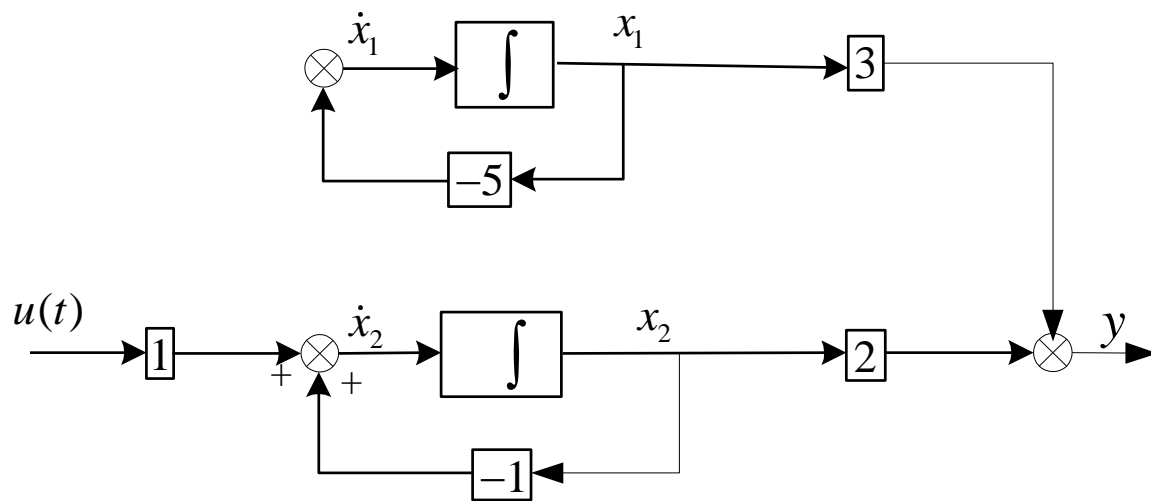 ẋ₁ ∫ x₁ 3
−5
u(t) 1 ẋ₂ ∫ x₂ 2 y
+ +
−1